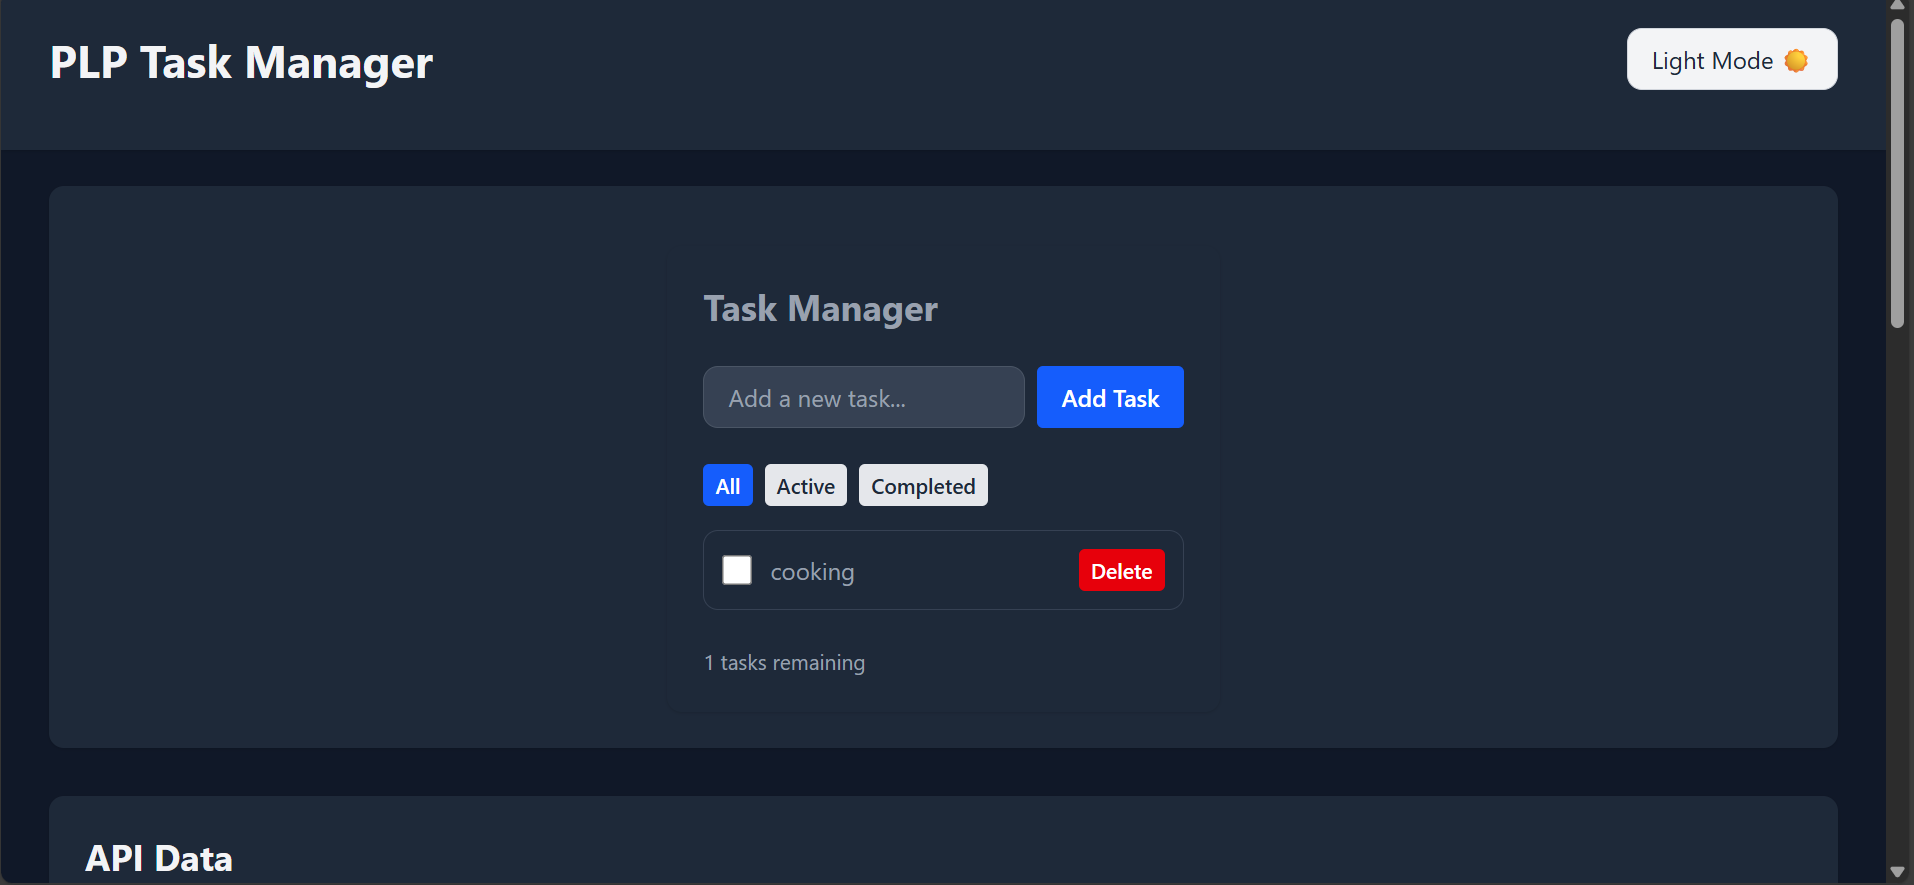 PLP Task Manager
Light Mode
Task Manager
Add a new task...
Add Task
All
Active
Completed
cooking
Delete
1 tasks remaining
API Data